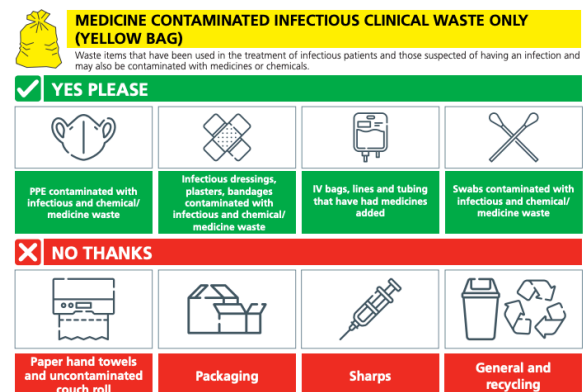 MEDICINE CONTAMINATED INFECTIOUS CLINICAL WASTE ONLY
(YELLOW BAG)
Waste items that have been used in the treatment of infectious patients and those suspected of having an infection and
may also be contaminated with medicines or chemicals.
YES PLEASE
PPE contaminated with
infectious and chemical/
medicine waste
Infectious dressings,
plasters, bandages
contaminated with
infectious and chemical/
medicine waste
IV bags, lines and tubing
that have had medicines
added
Swabs contaminated with
infectious and chemical/
medicine waste
NO THANKS
Paper hand towels
and uncontaminated
couch roll
Packaging
Sharps
General and
recycling